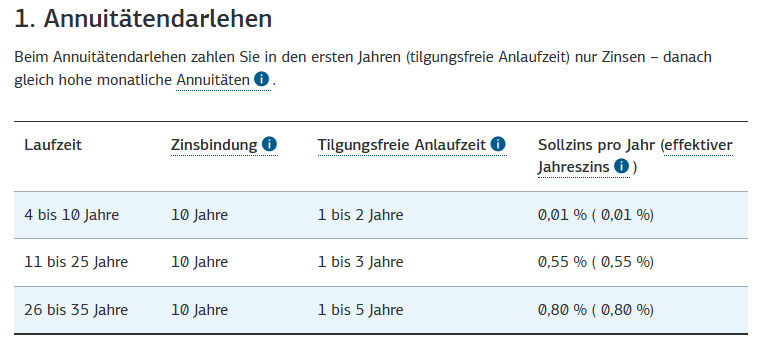 1. Annuitätendarlehen
Beim Annuitätendarlehen zahlen Sie in den ersten Jahren (tilgungsfreie Anlaufzeit) nur Zinsen – danach
gleich hohe monatliche Annuitäten i .
Laufzeit Zinsbindung i Tilgungsfreie Anlaufzeit i Sollzins pro Jahr (effektiver
Jahreszins i )
4 bis 10 Jahre 10 Jahre 1 bis 2 Jahre 0,01 % ( 0,01 %)
11 bis 25 Jahre 10 Jahre 1 bis 3 Jahre 0,55 % ( 0,55 %)
26 bis 35 Jahre 10 Jahre 1 bis 5 Jahre 0,80 % ( 0,80 %)